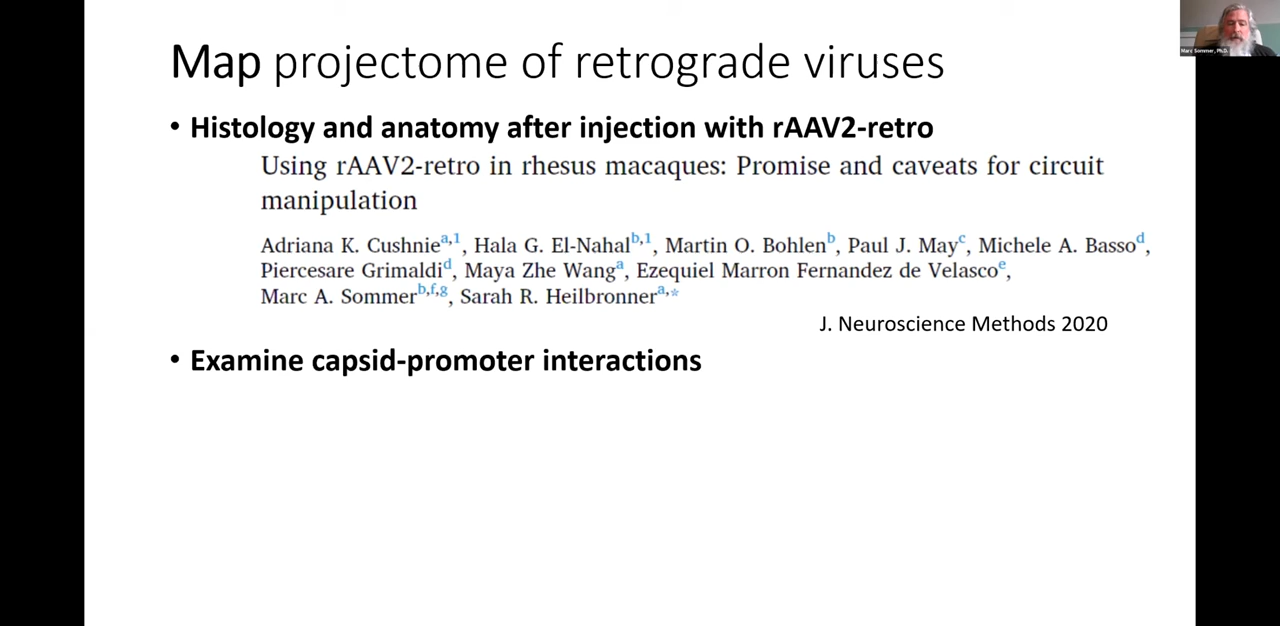 Map projectome of retrograde viruses
• Histology and anatomy after injection with rAAV2-retro
Using rAAV2-retro in rhesus macaques: Promise and caveats for circuit
manipulation
Adriana K. Cushnie a,1, Hala G. El-Nahal b,1, Martin O. Bohlen b, Paul J. May c, Michele A. Basso d,
Piercesare Grimaldi d, Maya Zhe Wang a, Ezequiel Marron Fernandez de Velasco e,
Marc A. Sommer b,f,g, Sarah R. Heilbronner a,*
J. Neuroscience Methods 2020
• Examine capsid-promoter interactions
Marc Sommer, Ph.D.